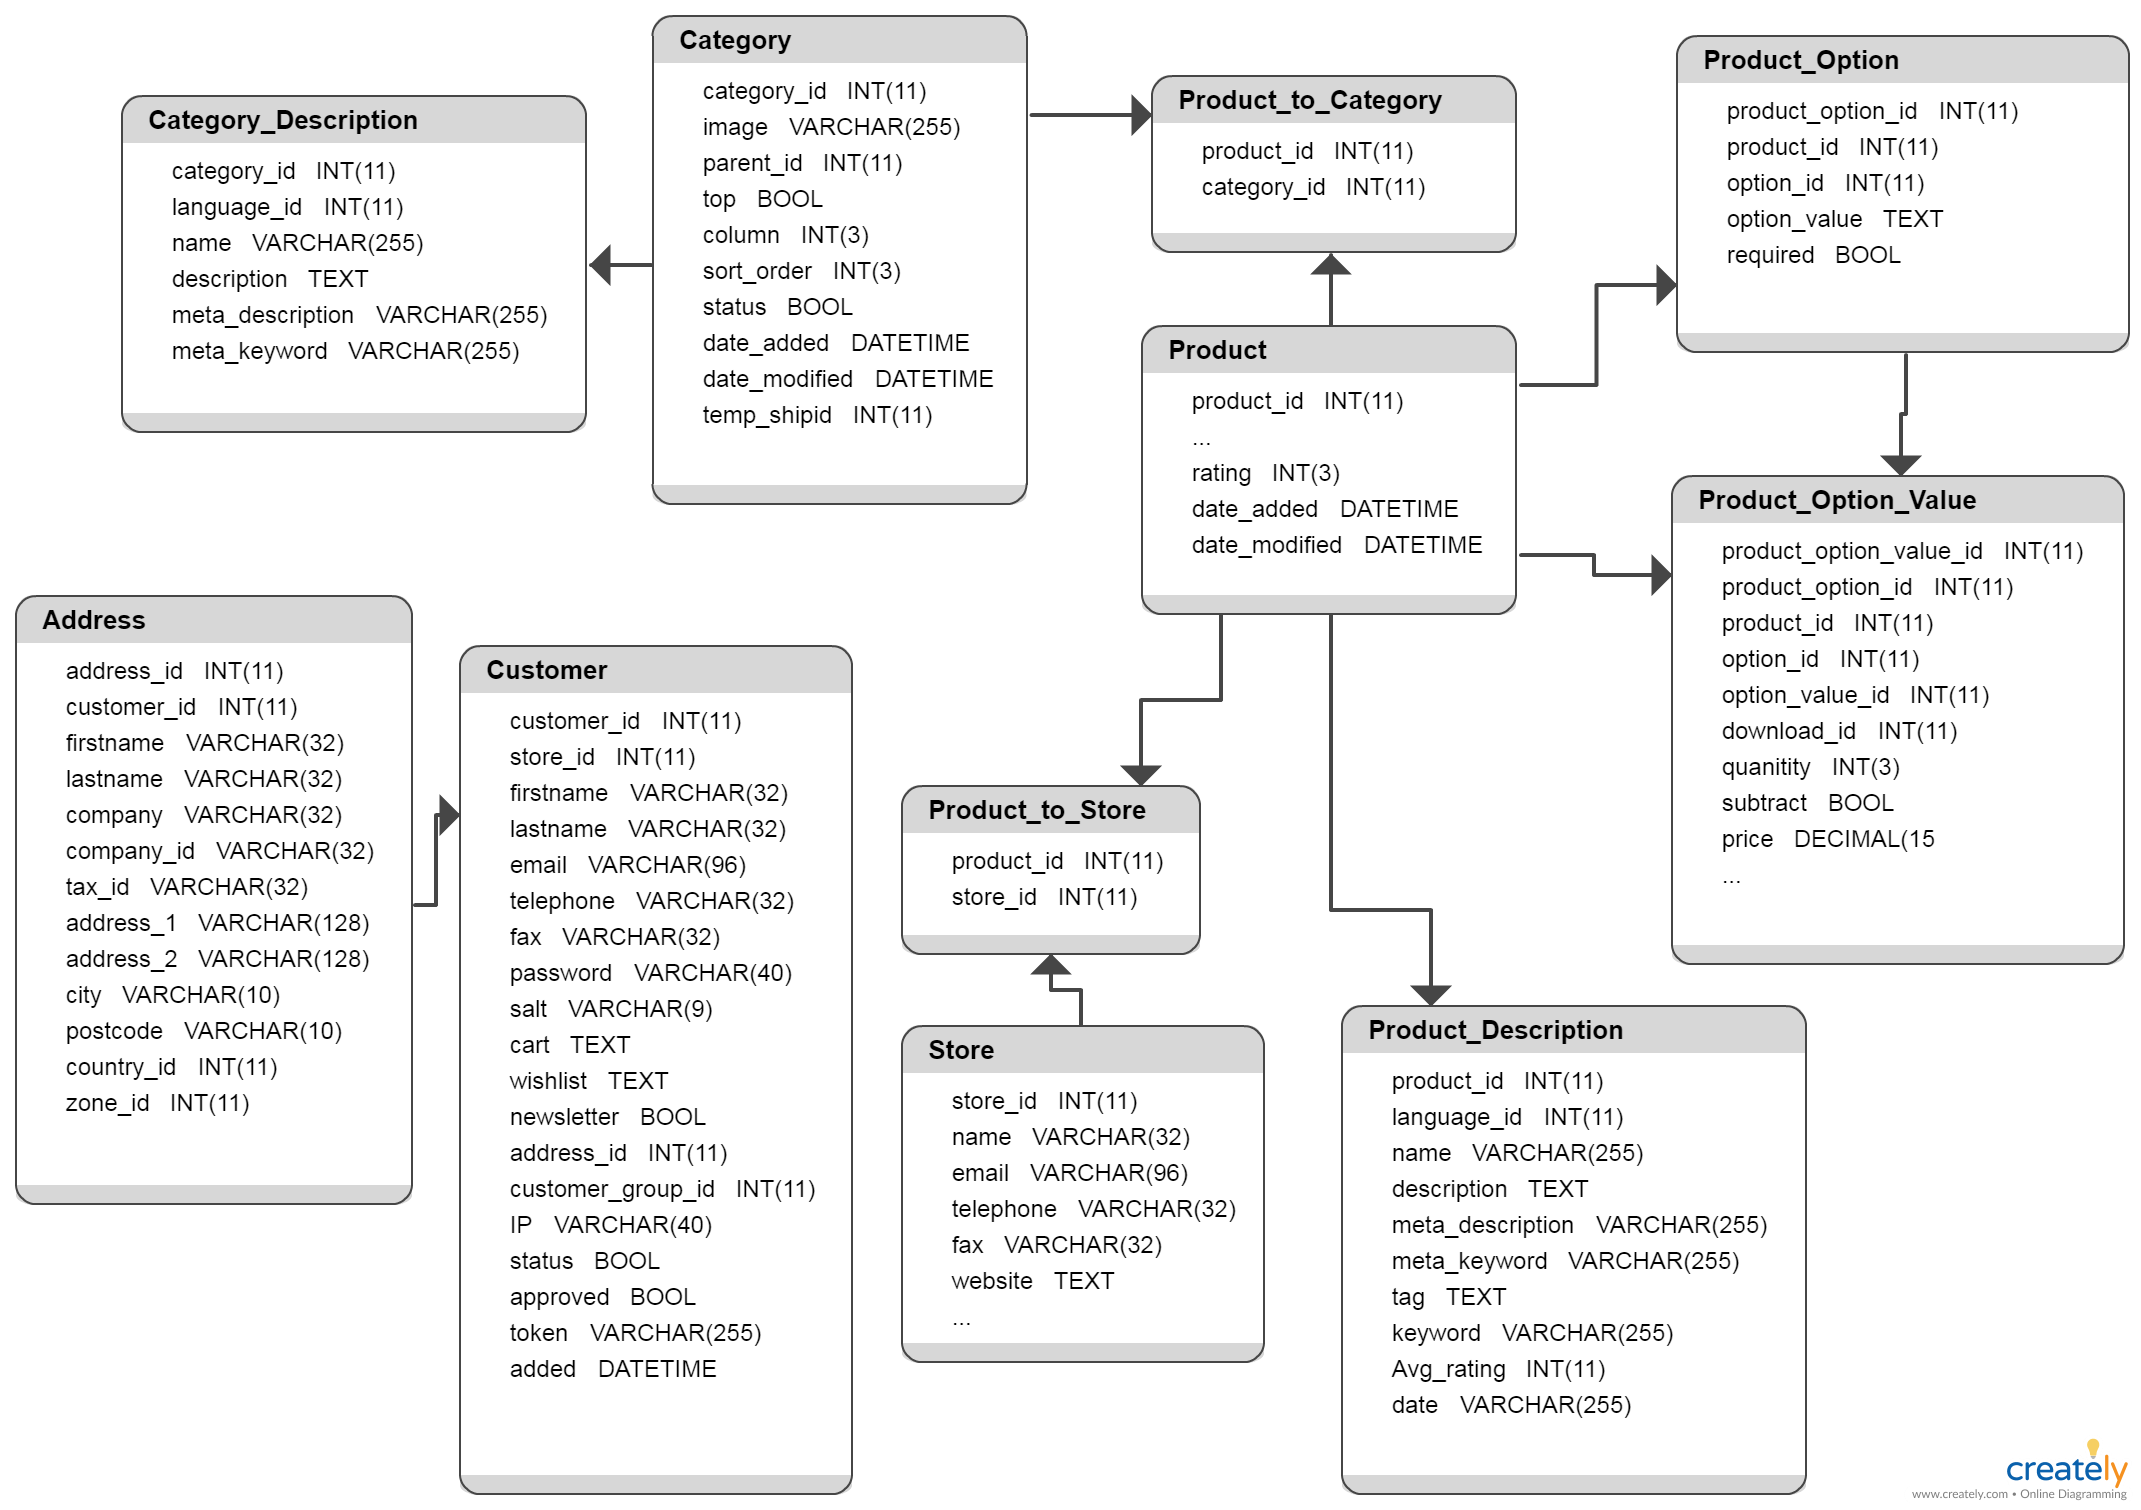 Category
category_id INT(11)
image VARCHAR(255)
parent_id INT(11)
top BOOL
column INT(3)
sort_order INT(3)
status BOOL
date_added DATETIME
date_modified DATETIME
temp_shipid INT(11)
Category_Description
category_id INT(11)
language_id INT(11)
name VARCHAR(255)
description TEXT
meta_description VARCHAR(255)
meta_keyword VARCHAR(255)
Product_to_Category
product_id INT(11)
category_id INT(11)
Product_Option
product_option_id INT(11)
product_id INT(11)
option_id INT(11)
option_value TEXT
required BOOL
Product
product_id INT(11)
...
rating INT(3)
date_added DATETIME
date_modified DATETIME
Product_Option_Value
product_option_value_id INT(11)
product_option_id INT(11)
product_id INT(11)
option_id INT(11)
option_value_id INT(11)
download_id INT(11)
quanitity INT(3)
subtract BOOL
price DECIMAL(15
...
Address
address_id INT(11)
customer_id INT(11)
firstname VARCHAR(32)
lastname VARCHAR(32)
company VARCHAR(32)
company_id VARCHAR(32)
tax_id VARCHAR(32)
address_1 VARCHAR(128)
address_2 VARCHAR(128)
city VARCHAR(10)
postcode VARCHAR(10)
country_id INT(11)
zone_id INT(11)
Customer
customer_id INT(11)
store_id INT(11)
firstname VARCHAR(32)
lastname VARCHAR(32)
email VARCHAR(96)
telephone VARCHAR(32)
fax VARCHAR(32)
password VARCHAR(40)
salt VARCHAR(9)
cart TEXT
wishlist TEXT
newsletter BOOL
address_id INT(11)
customer_group_id INT(11)
IP VARCHAR(40)
status BOOL
approved BOOL
token VARCHAR(255)
added DATETIME
Product_to_Store
product_id INT(11)
store_id INT(11)
Store
store_id INT(11)
name VARCHAR(32)
email VARCHAR(96)
telephone VARCHAR(32)
fax VARCHAR(32)
website TEXT
...
Product_Description
product_id INT(11)
language_id INT(11)
name VARCHAR(255)
description TEXT
meta_description VARCHAR(255)
meta_keyword VARCHAR(255)
tag TEXT
keyword VARCHAR(255)
Avg_rating INT(11)
date VARCHAR(255)
creately
www.creately.com • Online Diagramming